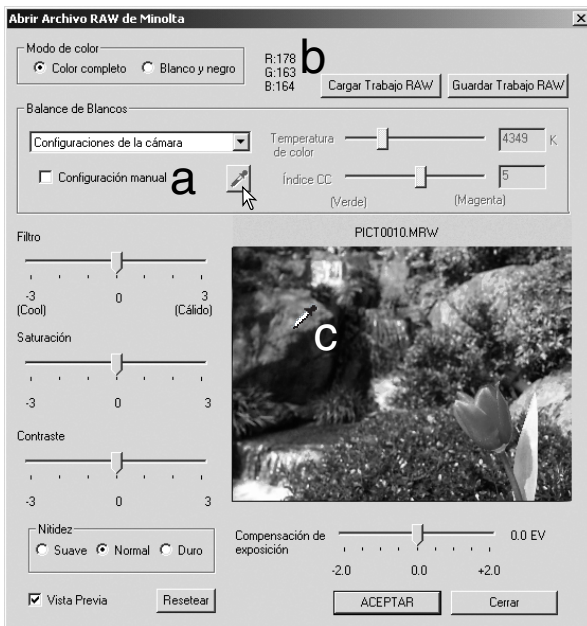 Abrir Archivo RAW de Minolta
Modo de color
Color completo Blanco y negro
R:178
G:163
B:164
b
Cargar Trabajo RAW Guardar Trabajo RAW
Balance de Blancos
Configuraciones de la cámara
Temperatura de color
4349 K
Configuración manual
a
Índice CC
5
(Verde) (Magenta)
PICT0010.MRW
Filtro
-3 0 3
(Cool) (Cálido)
c
Saturación
-3 0 3
Contraste
-3 0 3
Nitidez
Suave Normal Duro
Compensación de
exposición
0.0 EV
-2.0 0.0 +2.0
Vista Previa Resetear
ACEPTAR Cerrar